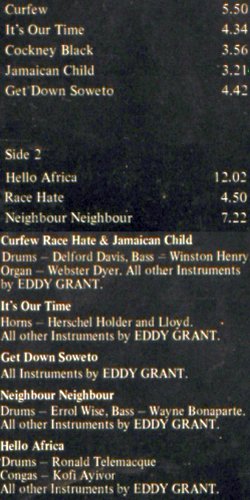 Curfew 5.50
It's Our Time 4.34
Cockney Black 3.56
Jamaican Child 3.21
Get Down Soweto 4.42
Side 2
Hello Africa 12.02
Race Hate 4.50
Neighbour Neighbour 7.22
Curfew Race Hate & Jamaican Child
Drums – Delford Davis, Bass – Winston Henry
Organ – Webster Dyer. All other Instruments
by EDDY GRANT.
It's Our Time
Horns – Herschel Holder and Lloyd.
All other Instruments by EDDY GRANT.
Get Down Soweto
All Instruments by EDDY GRANT.
Neighbour Neighbour
Drums – Errol Wise, Bass – Wayne Bonaparte.
All other Instruments by EDDY GRANT.
Hello Africa
Drums – Ronald Telemacque
Congas – Kofi Ayivor
All other Instruments by EDDY GRANT.